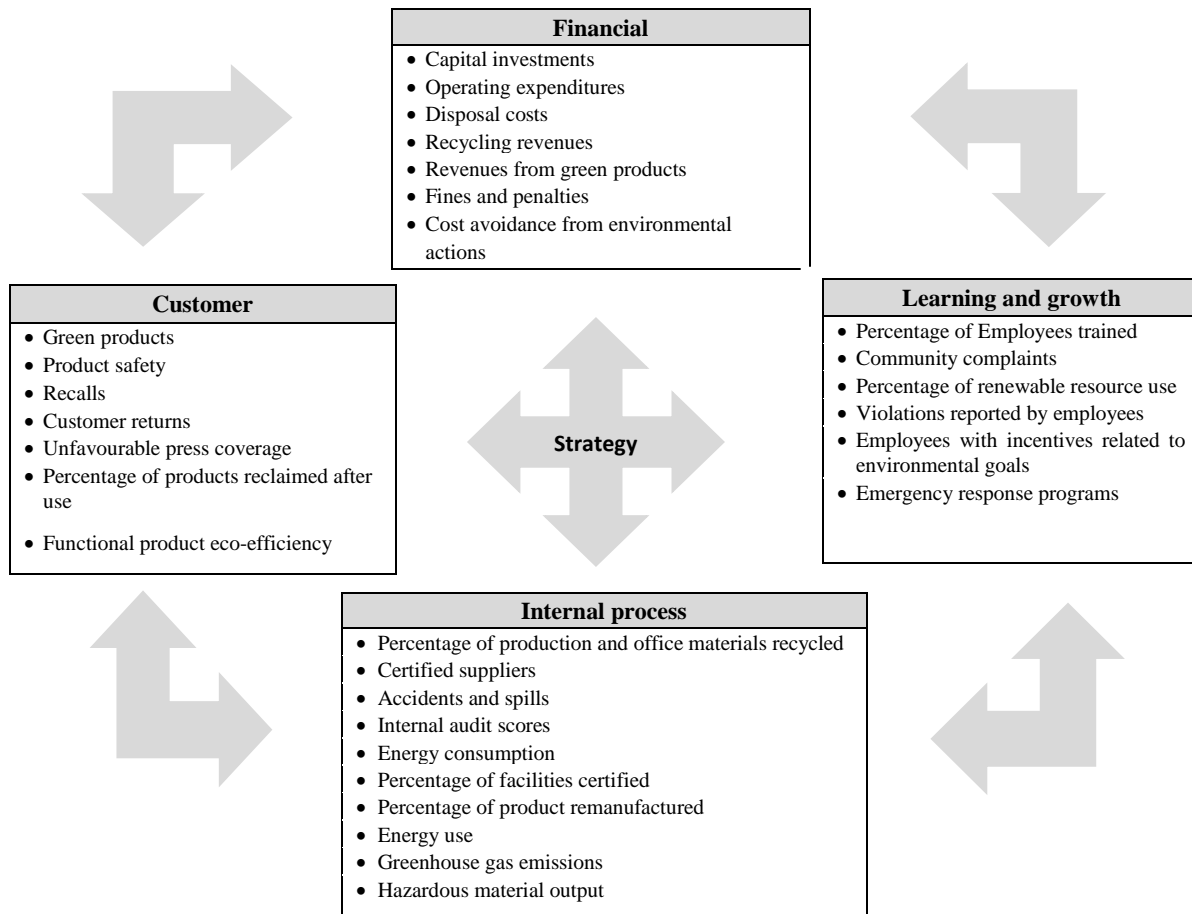 Financial
• Capital investments
• Operating expenditures
• Disposal costs
• Recycling revenues
• Revenues from green products
• Fines and penalties
• Cost avoidance from environmental
actions
Customer
• Green products
• Product safety
• Recalls
• Customer returns
• Unfavourable press coverage
• Percentage of products reclaimed after
use
• Functional product eco-efficiency
Strategy
Learning and growth
• Percentage of Employees trained
• Community complaints
• Percentage of renewable resource use
• Violations reported by employees
• Employees with incentives related to
environmental goals
• Emergency response programs
Internal process
• Percentage of production and office materials recycled
• Certified suppliers
• Accidents and spills
• Internal audit scores
• Energy consumption
• Percentage of facilities certified
• Percentage of product remanufactured
• Energy use
• Greenhouse gas emissions
• Hazardous material output